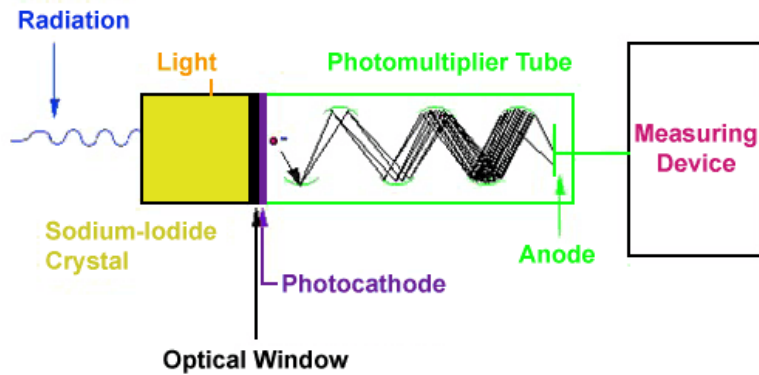 Radiation
Light
Photomultiplier Tube
Measuring
Device
Sodium-Iodide
Crystal
Anode
Photocathode
Optical Window